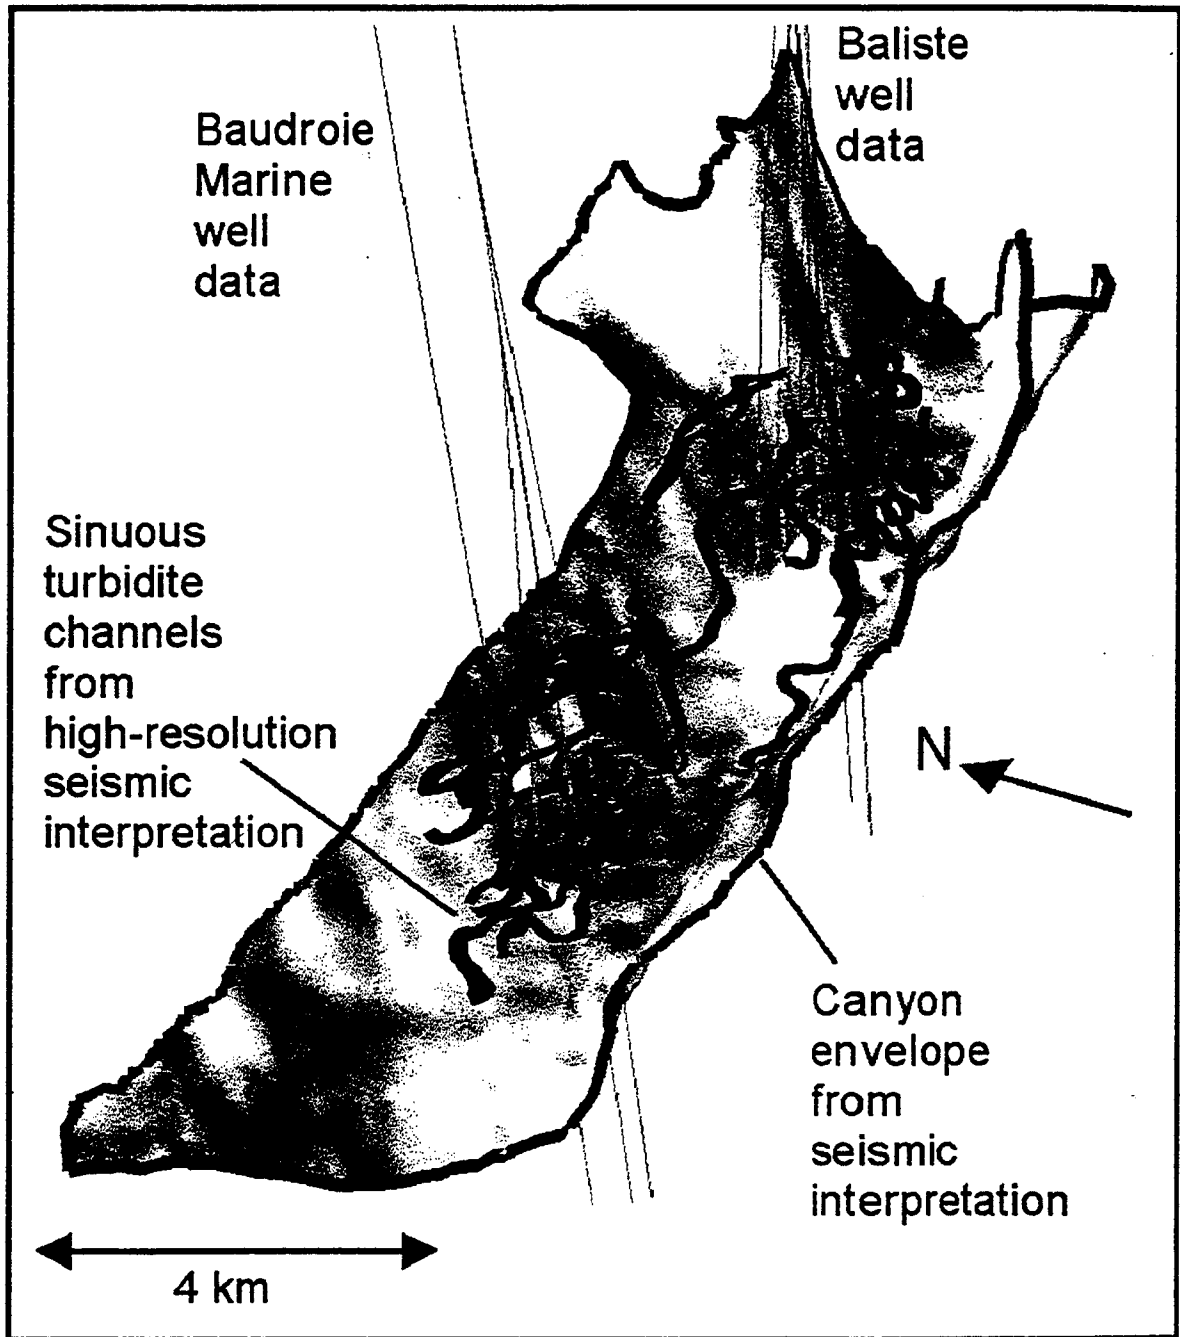 Baliste
well
data
Baudroie
Marine
well
data
Sinuous
turbidite
channels
from
high-resolution
seismic
interpretation
N
Canyon
envelope
from
seismic
interpretation
4 km